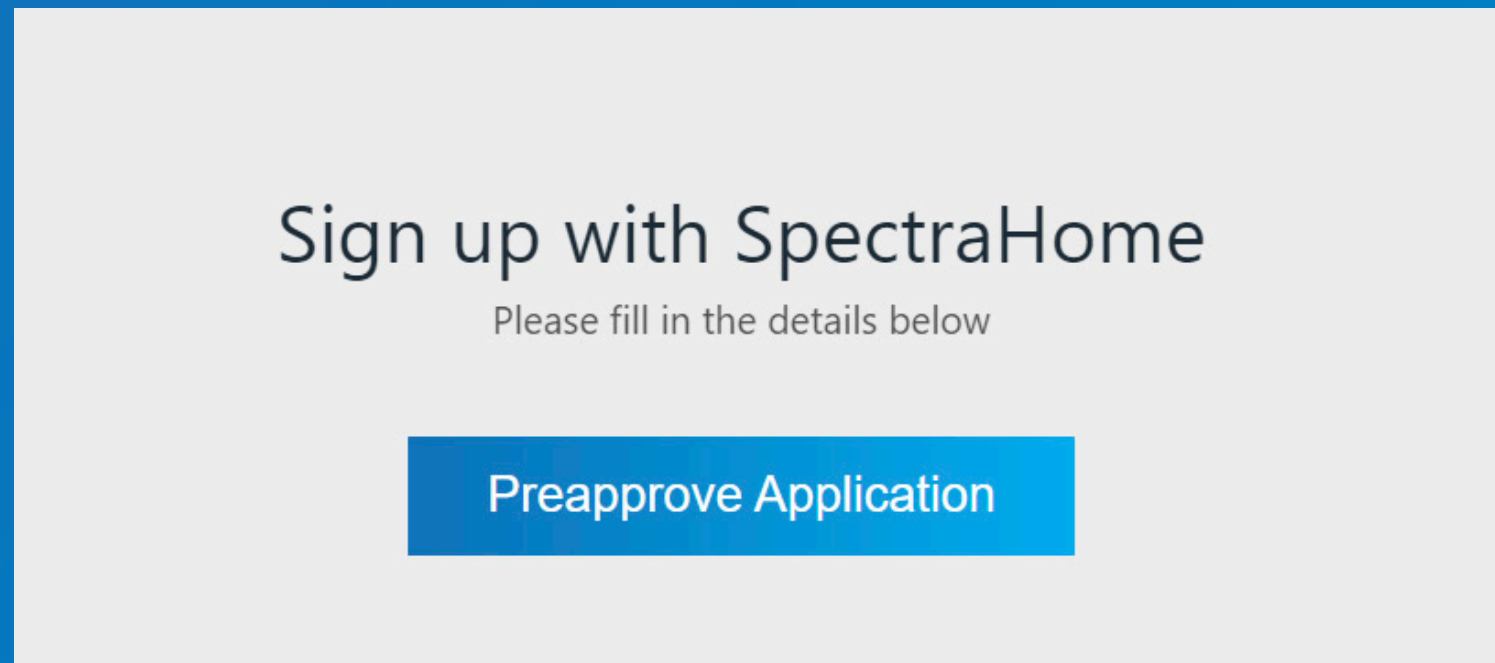 Sign up with SpectraHome
Please fill in the details below
Preapprove Application